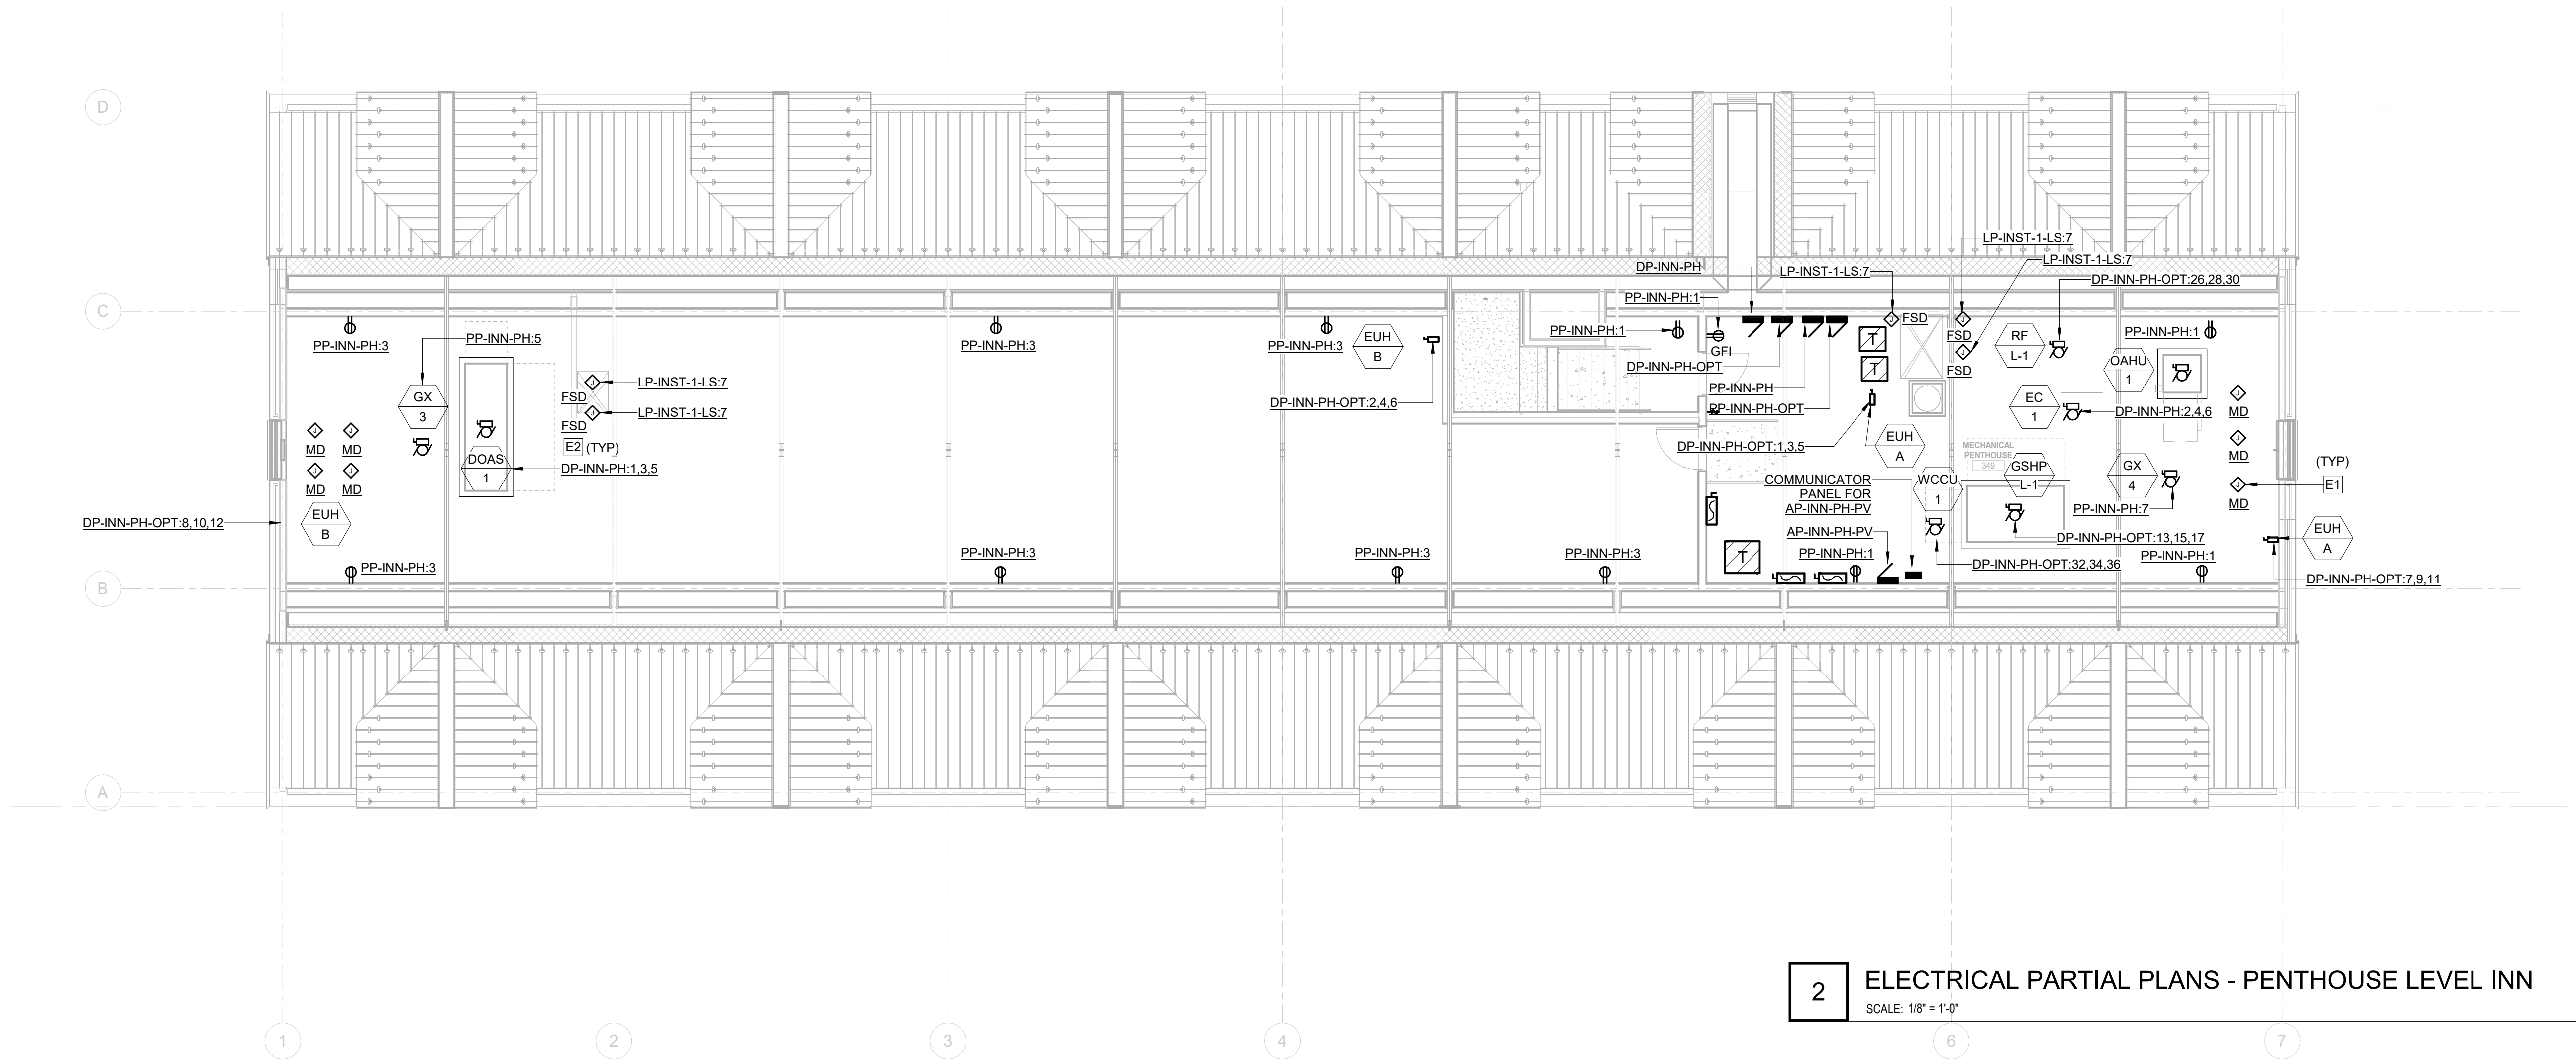 D
LP-INST-1-LS:7
LP-INST-1-LS:7
DP-INN-PH
LP-INST-1-LS:7
DP-INN-PH-OPT:26,28,30
PP-INN-PH:1
C
FSD
PP-INN-PH:3
PP-INN-PH:5
PP-INN-PH:3
PP-INN-PH:3
EUH
B
PP-INN-PH:1
GFI
T
FSD
RF
L-1
PP-INN-PH:1
DP-INN-PH-OPT
T
FSD
OAHU
1
J
LP-INST-1-LS:7
PP-INN-PH
GX
3
FSD
DP-INN-PH-OPT:2,4,6
PP-INN-PH-OPT
EC
1
DP-INN-PH:2,4,6
J
LP-INST-1-LS:7
MD
FSD
J
J
MD
MD
E2 (TYP)
DP-INN-PH-OPT:1,3,5
EUH
A
MECHANICAL
PENTHOUSE
349
J
MD
J
J
DOAS
1
DP-INN-PH:1,3,5
COMMUNICATOR
PANEL FOR
AP-INN-PH-PV
WCCU
1
GSHP
L-1
GX
4
(TYP)
J
E1
MD
MD
MD
PP-INN-PH:7
EUH
B
DP-INN-PH-OPT:8,10,12
AP-INN-PH-PV
DP-INN-PH-OPT:13,15,17
EUH
A
PP-INN-PH:3
PP-INN-PH:3
PP-INN-PH:3
PP-INN-PH:3
T
PP-INN-PH:1
PP-INN-PH:1
DP-INN-PH-OPT:32,34,36
DP-INN-PH-OPT:7,9,11
B
A
2
ELECTRICAL PARTIAL PLANS - PENTHOUSE LEVEL INN
SCALE: 1/8" = 1'-0"
1
2
3
4
6
7